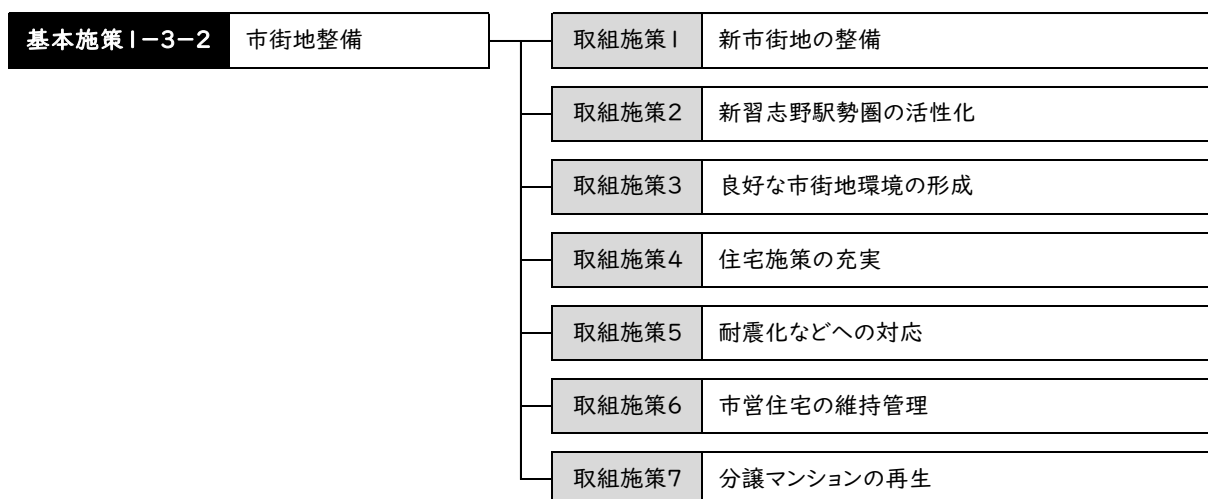 基本施策1-3-2 市街地整備
取組施策1 新市街地の整備
取組施策2 新習志野駅勢圏の活性化
取組施策3 良好な市街地環境の形成
取組施策4 住宅施策の充実
取組施策5 耐震化などへの対応
取組施策6 市営住宅の維持管理
取組施策7 分譲マンションの再生